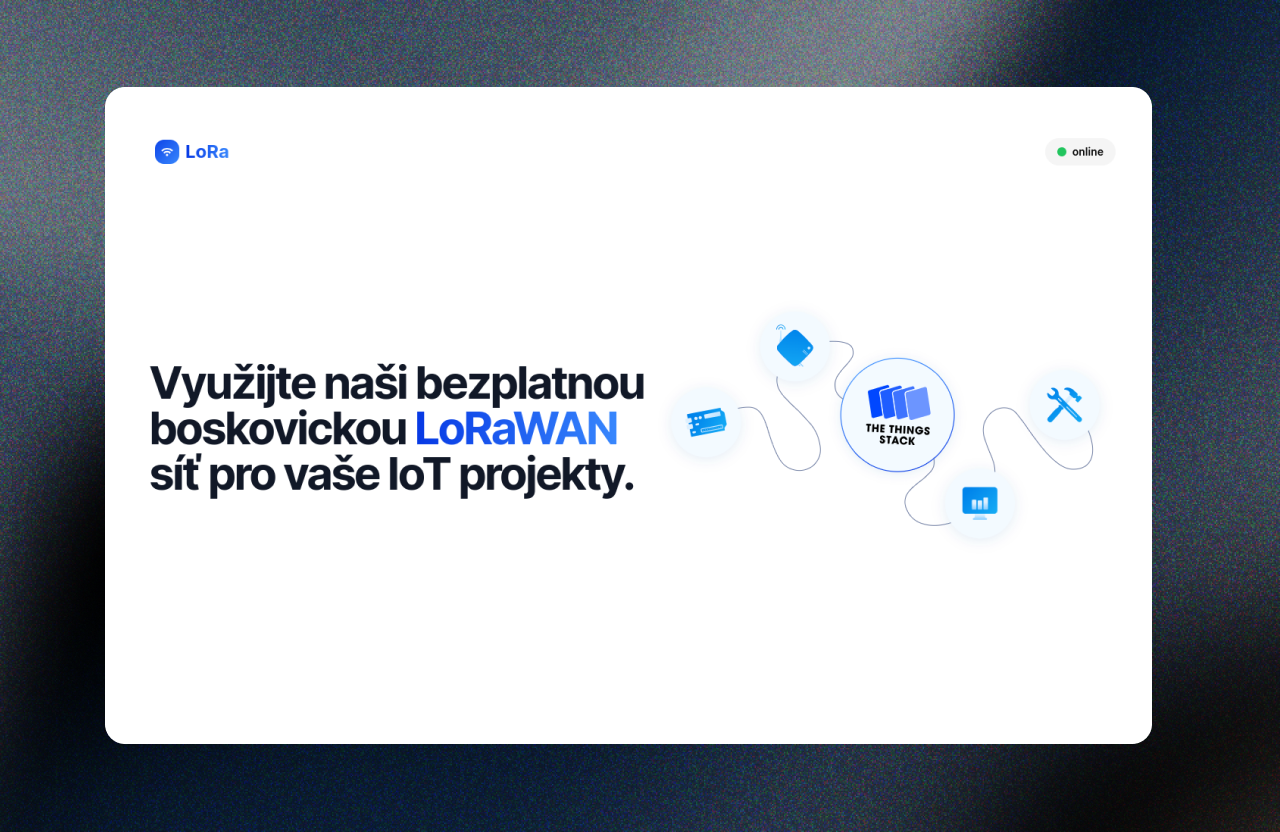 LoRa
online
Využijte naši bezplatnou
boskovickou LoRaWAN
síť pro vaše IoT projekty.
THE THINGS
STACK